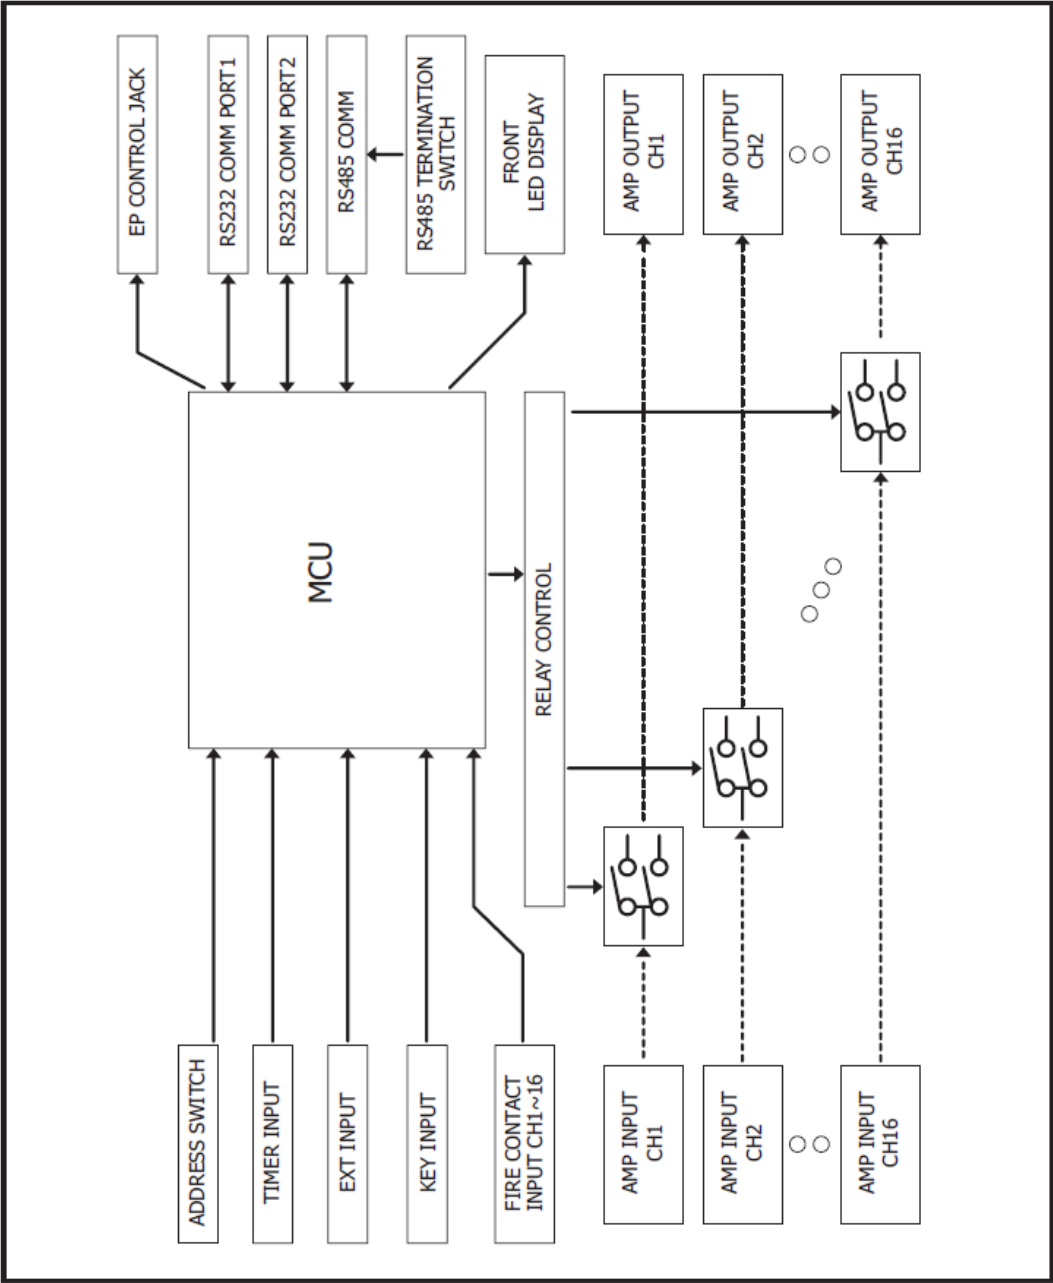 EP CONTROL JACK
RS232 COMM PORT1
RS232 COMM PORT2
RS485 COMM
RS485 TERMINATION
SWITCH
FRONT
LED DISPLAY
AMP OUTPUT
CH1
AMP OUTPUT
CH2
AMP OUTPUT
CH16
MCU
RELAY CONTROL
ADDRESS SWITCH
TIMER INPUT
EXT INPUT
KEY INPUT
FIRE CONTACT
INPUT CH1~16
AMP INPUT
CH1
AMP INPUT
CH2
AMP INPUT
CH16